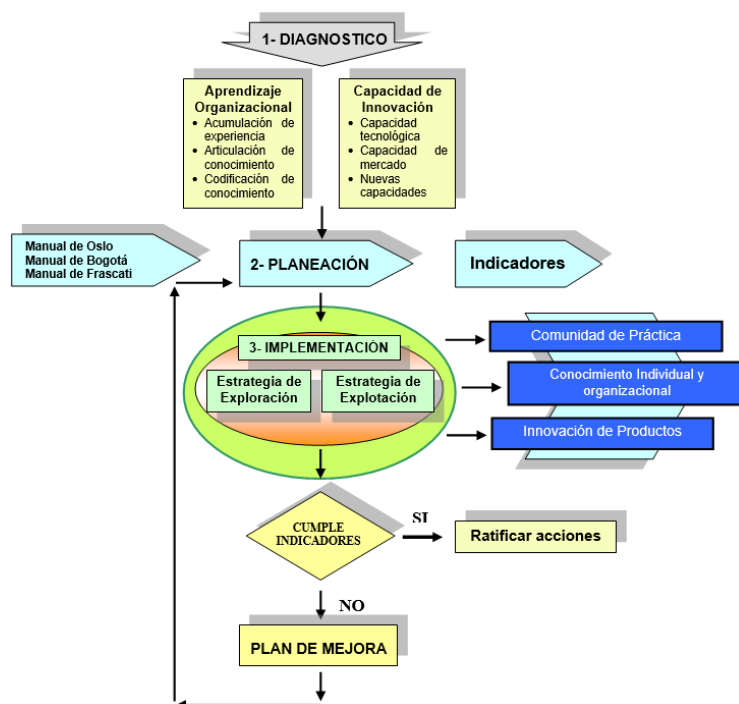 1- DIAGNOSTICO
Aprendizaje
Organizacional
• Acumulación de
experiencia
• Articulación de
conocimiento
• Codificación de
conocimiento
Capacidad de
Innovación
• Capacidad
tecnológica
• Capacidad de
mercado
• Nuevas
capacidades
Manual de Oslo
Manual de Bogotá
Manual de Frascati
2- PLANEACIÓN
Indicadores
3- IMPLEMENTACIÓN
Estrategia de
Exploración
Estrategia de
Explotación
Comunidad de Práctica
Conocimiento Individual y
organizacional
Innovación de Productos
CUMPLE
INDICADORES
SI
Ratificar acciones
NO
PLAN DE MEJORA